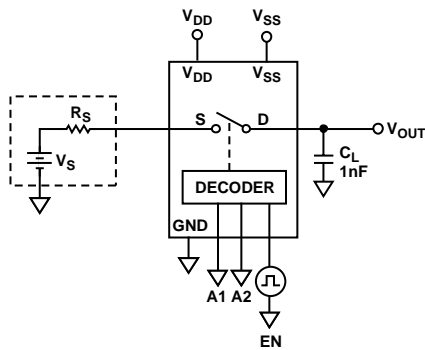 VDD VSS
VDD VSS
RS
S D
VOUT
VS
CL
1nF
DECODER
GND
A1 A2
EN